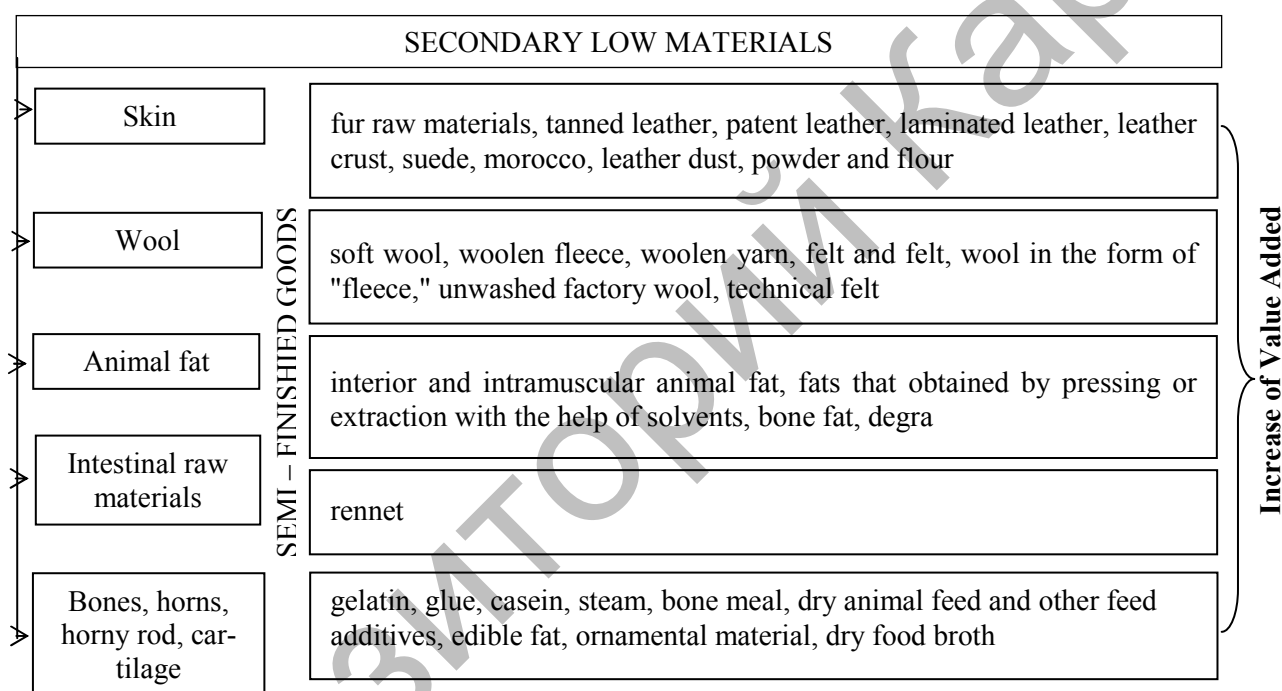 SECONDARY LOW MATERIALS
Skin
fur raw materials, tanned leather, patent leather, laminated leather, leather
crust, suede, morocco, leather dust, powder and flour
Wool
soft wool, woolen fleece, woolen yarn, felt and felt, wool in the form of
"fleece," unwashed factory wool, technical felt
Animal fat
interior and intramuscular animal fat, fats that obtained by pressing or
extraction with the help of solvents, bone fat, degra
Intestinal raw
materials
rennet
Bones, horns,
horny rod, car-
tilage
gelatin, glue, casein, steam, bone meal, dry animal feed and other feed
additives, edible fat, ornamental material, dry food broth
SEMI – FINISHIED GOODS
Increase of Value Added
зиторий Кар